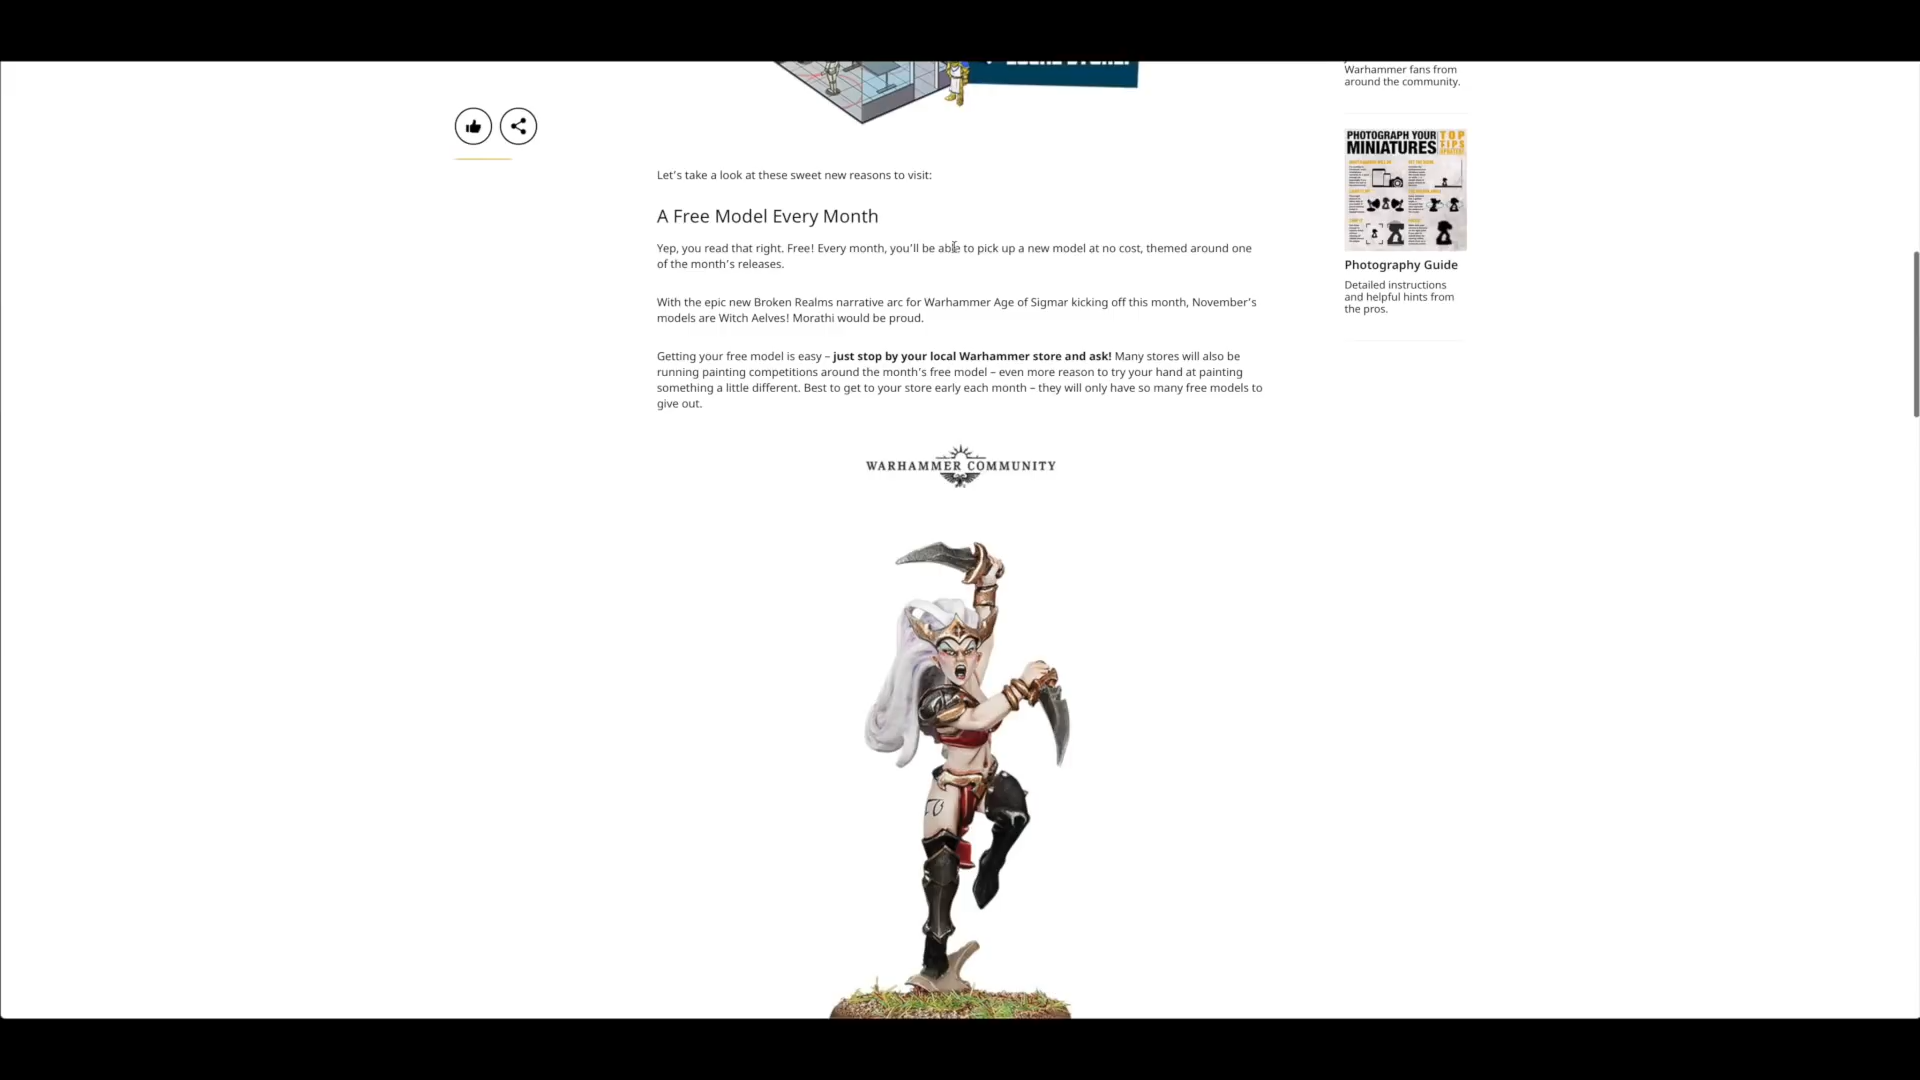 Warhammer fans from
around the community.
PHOTOGRAPH YOUR
MINIATURES
TOP
TIPS
Let's take a look at these sweet new reasons to visit:
A Free Model Every Month
Yep, you read that right. Free! Every month, you'll be able to pick up a new model at no cost, themed around one
of the month's releases.
Photography Guide
Detailed instructions
and helpful hints from
the pros.
With the epic new Broken Realms narrative arc for Warhammer Age of Sigmar kicking off this month, November's
models are Witch Aelves! Morathi would be proud.
Getting your free model is easy – just stop by your local Warhammer store and ask! Many stores will also be
running painting competitions around the month's free model – even more reason to try your hand at painting
something a little different. Best to get to your store early each month – they will only have so many free models to
give out.
WARHAMMER COMMUNITY